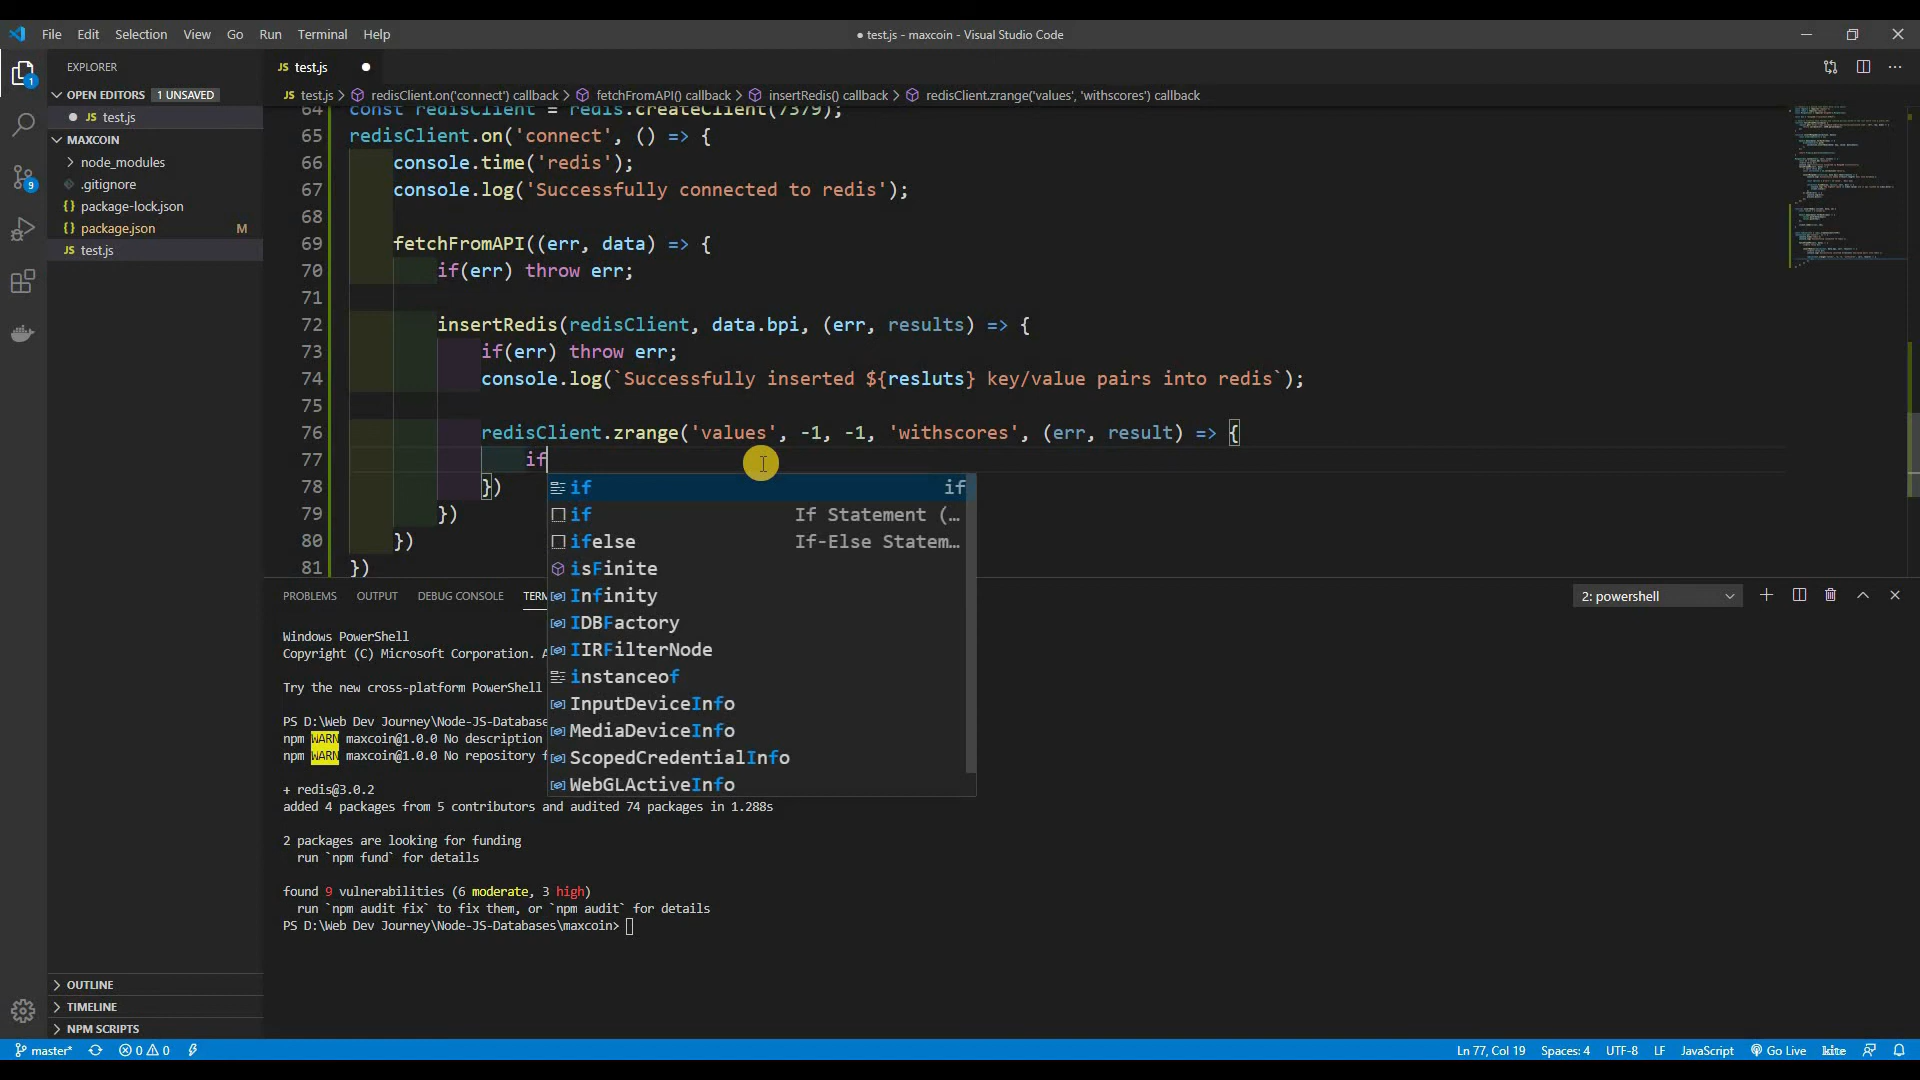 File Edit Selection View Go Run Terminal Help
● test.js - maxcoin - Visual Studio Code
EXPLORER
JS test.js ●
OPEN EDITORS 1 UNSAVED
● JS test.js
MAXCOIN
node_modules
.gitignore
{} package-lock.json
{} package.json M
JS test.js
OUTLINE
TIMELINE
NPM SCRIPTS
JS test.js > redisClient.on('connect') callback > fetchFromAPI() callback > insertRedis() callback > redisClient.zrange('values', 'withscores') callback
64 const redisClient = redis.createClient(7379);
65 redisClient.on('connect', () => {
66 console.time('redis');
67 console.log('Successfully connected to redis');
68
69 fetchFromAPI((err, data) => {
70 if(err) throw err;
71
72 insertRedis(redisClient, data.bpi, (err, results) => {
73 if(err) throw err;
74 console.log(`Successfully inserted ${resluts} key/value pairs into redis`);
75
76 redisClient.zrange('values', -1, -1, 'withscores', (err, result) => {
77 if
78 })
79 })
80 })
81 })
if if
if If Statement (…
ifelse If-Else Statem…
isFinite
Infinity
IDBFactory
IIRFilterNode
instanceof
InputDeviceInfo
MediaDeviceInfo
ScopedCredentialInfo
WebGLActiveInfo
PROBLEMS OUTPUT DEBUG CONSOLE TERM
2: powershell
Windows PowerShell
Copyright (C) Microsoft Corporation. A
Try the new cross-platform PowerShell
PS D:\Web Dev Journey\Node-JS-Database
npm WARN maxcoin@1.0.0 No description
npm WARN maxcoin@1.0.0 No repository f
+ redis@3.0.2
added 4 packages from 5 contributors and audited 74 packages in 1.288s
2 packages are looking for funding
run `npm fund` for details
found 9 vulnerabilities (6 moderate, 3 high)
run `npm audit fix` to fix them, or `npm audit` for details
PS D:\Web Dev Journey\Node-JS-Databases\maxcoin>
1
9
master* 0 0
Ln 77, Col 19 Spaces: 4 UTF-8 LF JavaScript Go Live kite